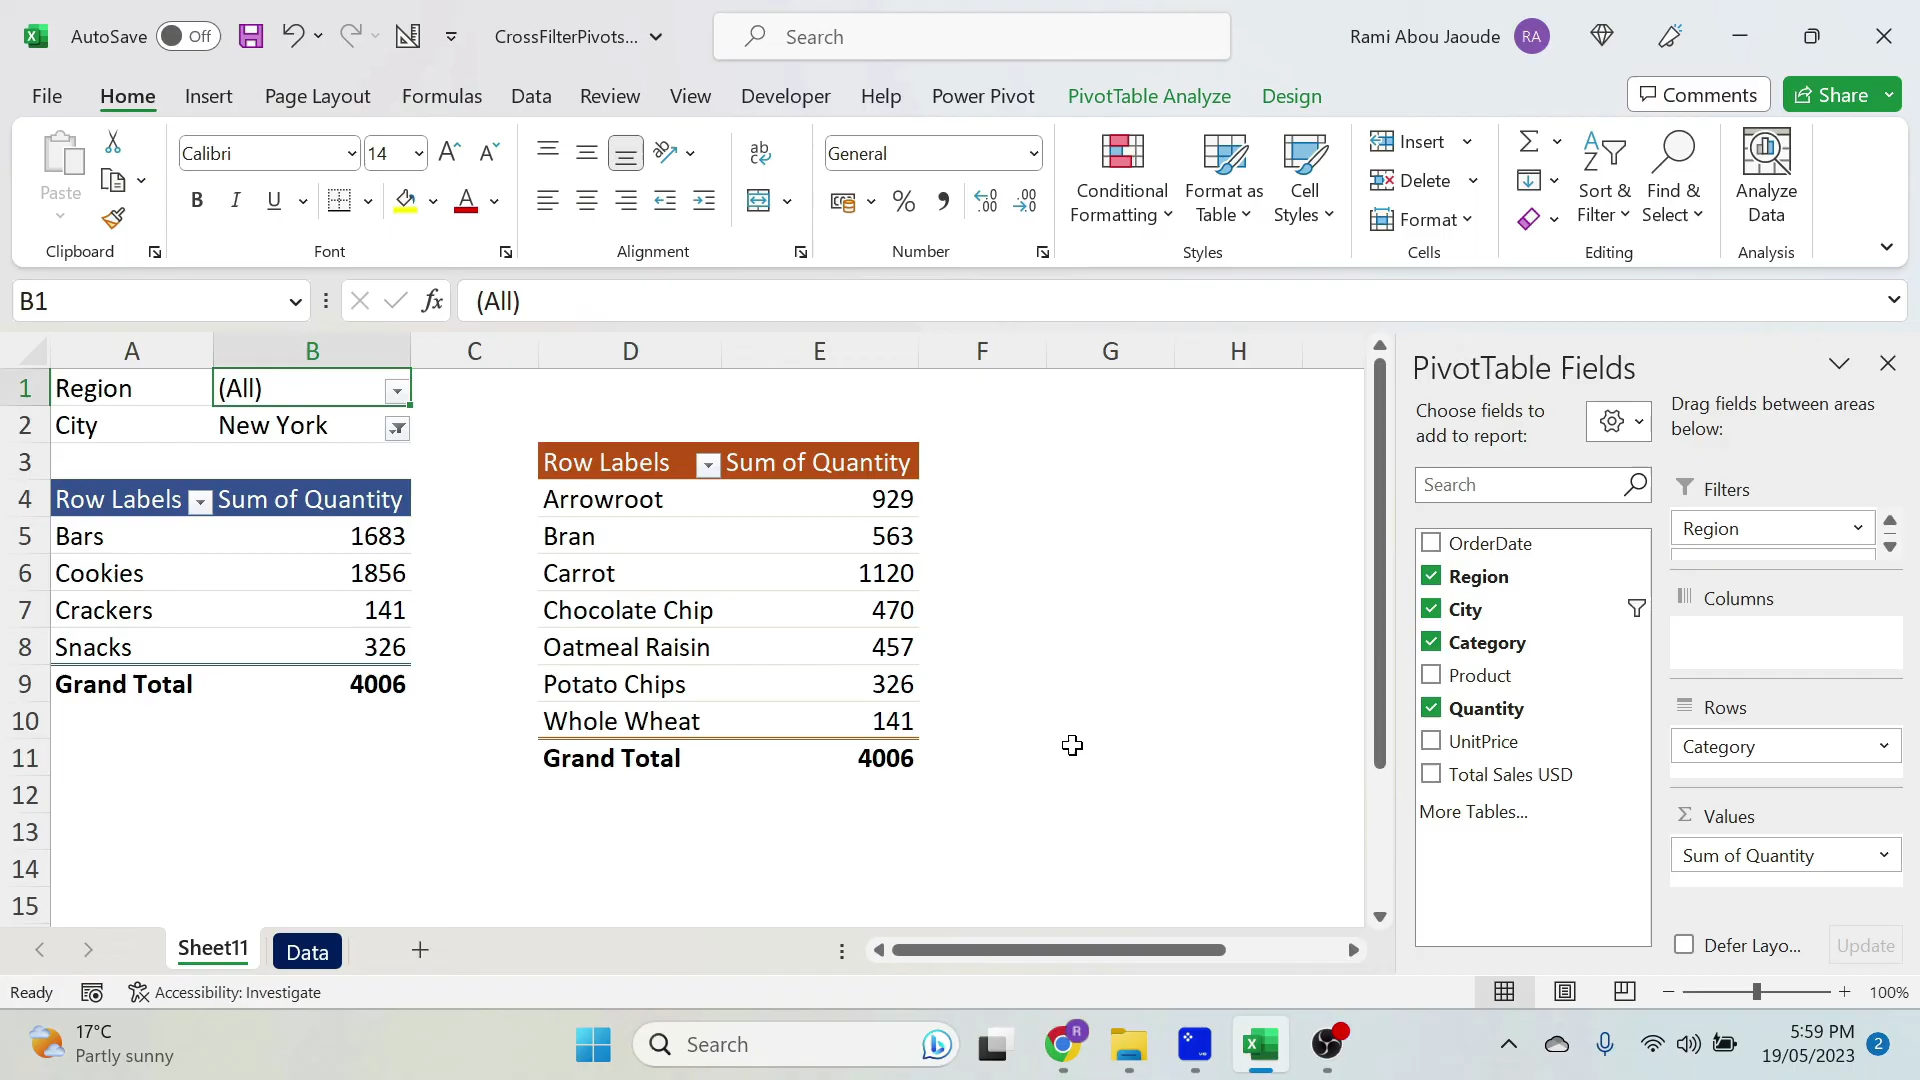 AutoSave Off CrossFilterPivots... Search Rami Abou Jaoude RA
File Home Insert Page Layout Formulas Data Review View Developer Help Power Pivot PivotTable Analyze Design Comments Share
Paste
Clipboard
Calibri 14
B I U A
Font
ab
Alignment
General
% , .00
Number
Conditional Formatting
Format as Table
Cell Styles
Styles
Insert
Delete
Format
Cells
Sort & Filter
Find & Select
Editing
Analyze Data
Analysis
B1 fx (All)
A B C D E F G H
1 Region (All)
2 City New York
3 Row Labels Sum of Quantity
4 Row Labels Sum of Quantity Arrowroot 929
5 Bars 1683 Bran 563
6 Cookies 1856 Carrot 1120
7 Crackers 141 Chocolate Chip 470
8 Snacks 326 Oatmeal Raisin 457
9 Grand Total 4006 Potato Chips 326
10 Whole Wheat 141
11 Grand Total 4006
12
13
14
15
PivotTable Fields
Choose fields to
add to report:
Search
OrderDate
Region
City
Category
Product
Quantity
UnitPrice
Total Sales USD
More Tables...
Drag fields between areas
below:
Filters
Region
Columns
Rows
Category
Values
Sum of Quantity
Defer Layo... Update
Sheet11 Data
Ready Accessibility: Investigate 100%
17°C
Partly sunny
Search
R
5:59 PM
19/05/2023
2